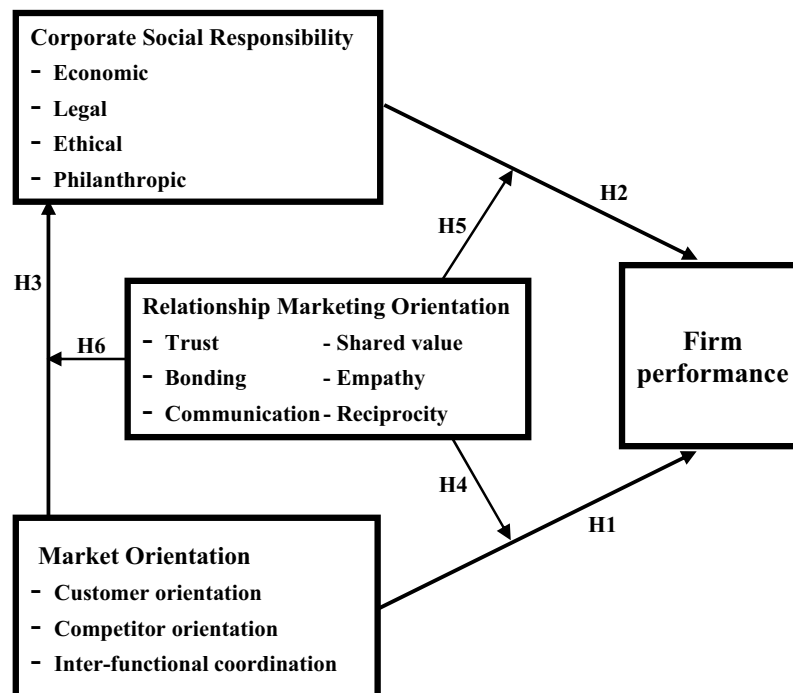 Corporate Social Responsibility
- Economic
- Legal
- Ethical
- Philanthropic
H2
H5
H3
Relationship Marketing Orientation
- Trust - Shared value
- Bonding - Empathy
- Communication - Reciprocity
H6
Firm
performance
H4
H1
Market Orientation
- Customer orientation
- Competitor orientation
- Inter-functional coordination